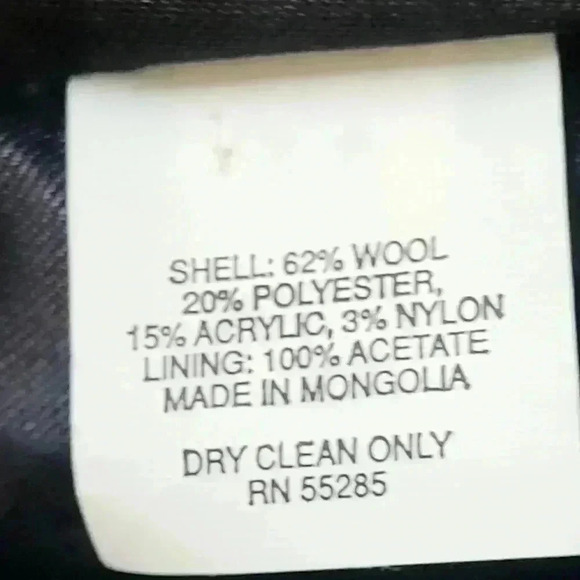 SHELL: 62% WOOL
20% POLYESTER,
15% ACRYLIC, 3% NYLON
LINING: 100% ACETATE
MADE IN MONGOLIA
DRY CLEAN ONLY
RN 55285